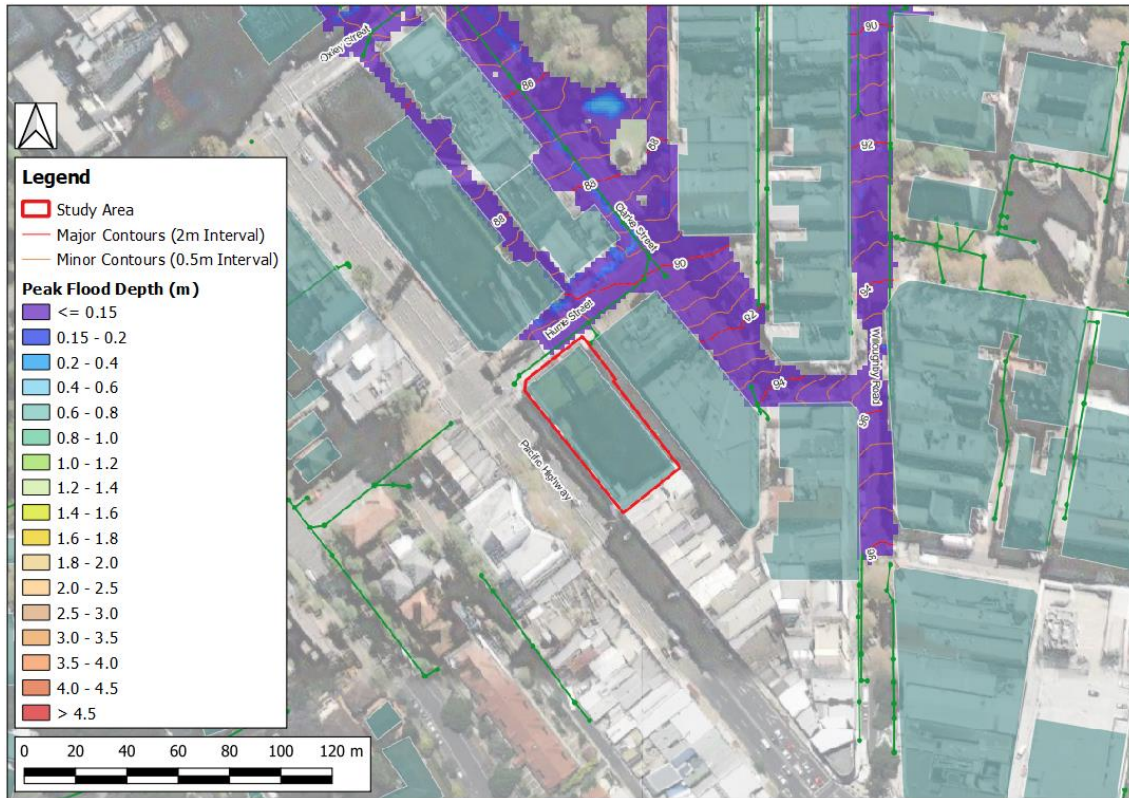 Oxley Street
90
86
88
92
88
Clarke Street
88
90
94
Hume Street
92
Willoughby Road
94
96
Pacific Highway
96
Legend
Study Area
Major Contours (2m Interval)
Minor Contours (0.5m Interval)
Peak Flood Depth (m)
<= 0.15
0.15 - 0.2
0.2 - 0.4
0.4 - 0.6
0.6 - 0.8
0.8 - 1.0
1.0 - 1.2
1.2 - 1.4
1.4 - 1.6
1.6 - 1.8
1.8 - 2.0
2.0 - 2.5
2.5 - 3.0
3.0 - 3.5
3.5 - 4.0
4.0 - 4.5
> 4.5
0 20 40 60 80 100 120 m